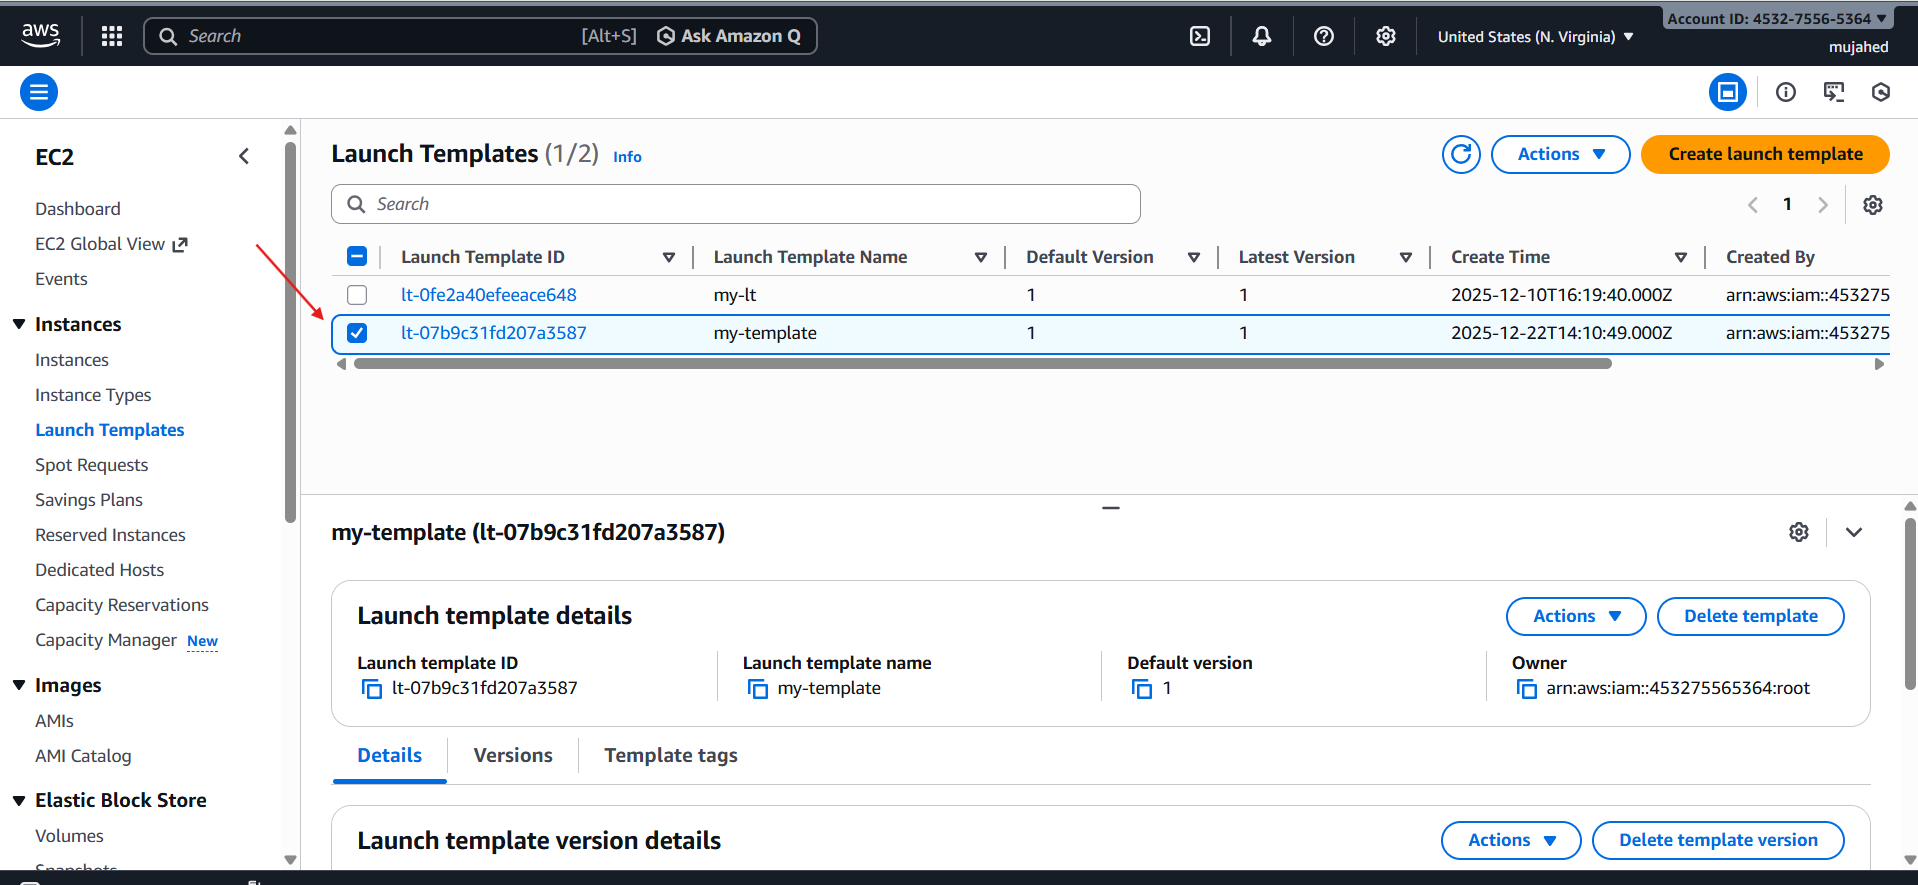 aws
Search [Alt+S] Ask Amazon Q
United States (N. Virginia) ▼
Account ID: 4532-7556-5364 ▼
mujahed
EC2
Dashboard
EC2 Global View
Events
Instances
Instances
Instance Types
Launch Templates
Spot Requests
Savings Plans
Reserved Instances
Dedicated Hosts
Capacity Reservations
Capacity Manager New
Images
AMIs
AMI Catalog
Elastic Block Store
Volumes
Snapshots
Launch Templates (1/2) Info
Actions ▼
Create launch template
Search
1
Launch Template ID Launch Template Name Default Version Latest Version Create Time Created By
lt-0fe2a40efeeace648 my-lt 1 1 2025-12-10T16:19:40.000Z arn:aws:iam::453275
lt-07b9c31fd207a3587 my-template 1 1 2025-12-22T14:10:49.000Z arn:aws:iam::453275
my-template (lt-07b9c31fd207a3587)
Launch template details
Actions ▼
Delete template
Launch template ID Launch template name Default version Owner
lt-07b9c31fd207a3587 my-template 1 arn:aws:iam::453275565364:root
Details Versions Template tags
Launch template version details
Actions ▼
Delete template version